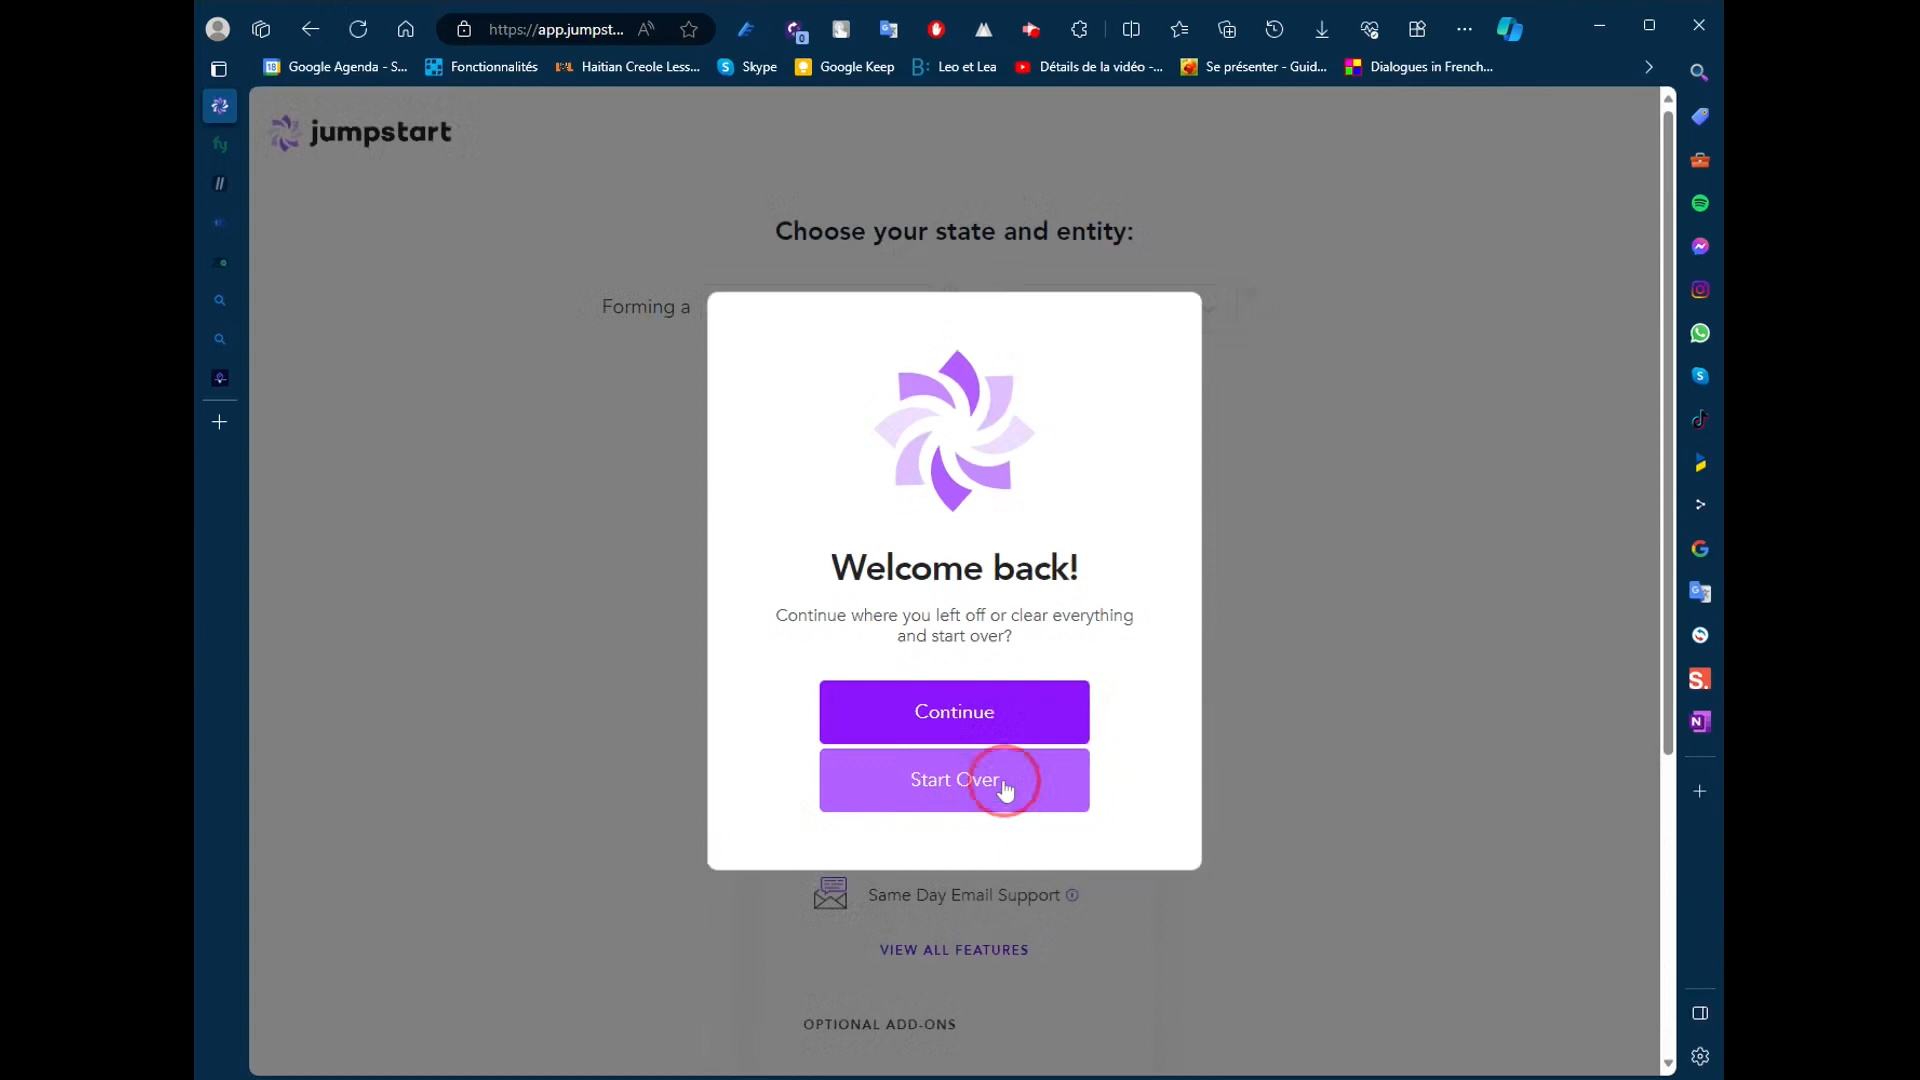 https://app.jumpst...
0
18 Google Agenda - S...
Fonctionnalités
Haitian Creole Less...
Skype
Google Keep
B: Leo et Lea
Détails de la vidéo -...
Se présenter - Guid...
Dialogues in French...
jumpstart
Choose your state and entity:
Forming a
Welcome back!
Continue where you left off or clear everything
and start over?
Continue
Start Over
Same Day Email Support
VIEW ALL FEATURES
OPTIONAL ADD-ONS